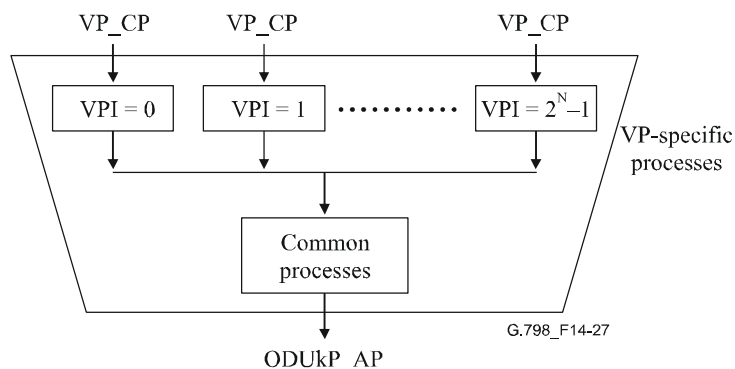 VP_CP VP_CP VP_CP
VPI = 0 VPI = 1 VPI = 2^N–1
VP-specific
processes
Common
processes
G.798_F14-27
ODUkP_AP